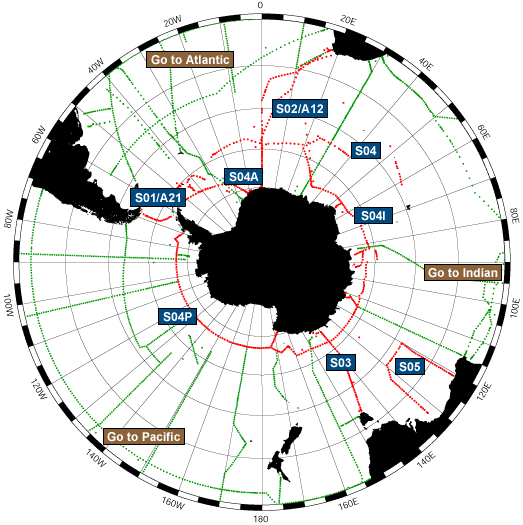 0
20W
20E
Go to Atlantic
40W
40E
S02/A12
60W
60E
S04
S04A
S01/A21
S04I
80W
80E
Go to Indian
100W
100E
S04P
S03
S05
120W
120E
Go to Pacific
140W
140E
160W
160E
180